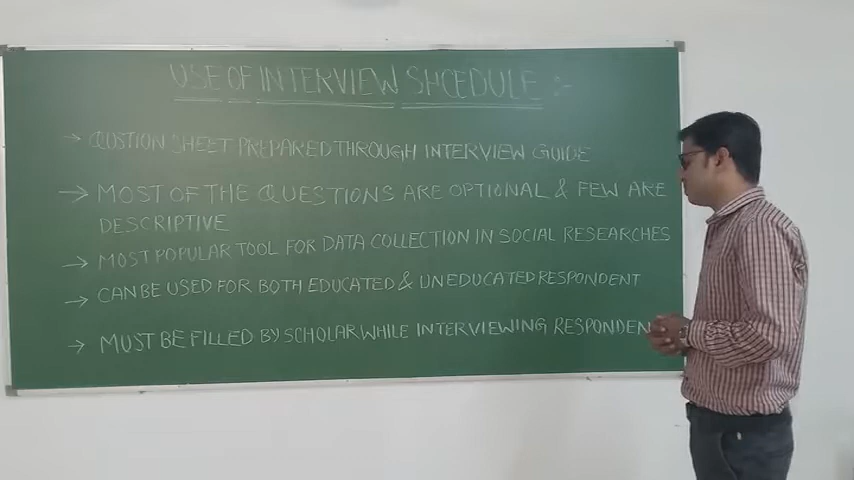 USE OF INTERVIEW SHCEDULE :-
→ QUSTION SHEET PREPARED THROUGH INTERVIEW GUIDE
→ MOST OF THE QUESTIONS ARE OPTIONAL & FEW ARE
DESCRIPTIVE
→ MOST POPULAR TOOL FOR DATA COLLECTION IN SOCIAL RESEARCHES
→ CAN BE USED FOR BOTH EDUCATED & UNEDUCATED RESPONDENT
→ MUST BE FILLED BY SCHOLAR WHILE INTERVIEWING RESPONDEN